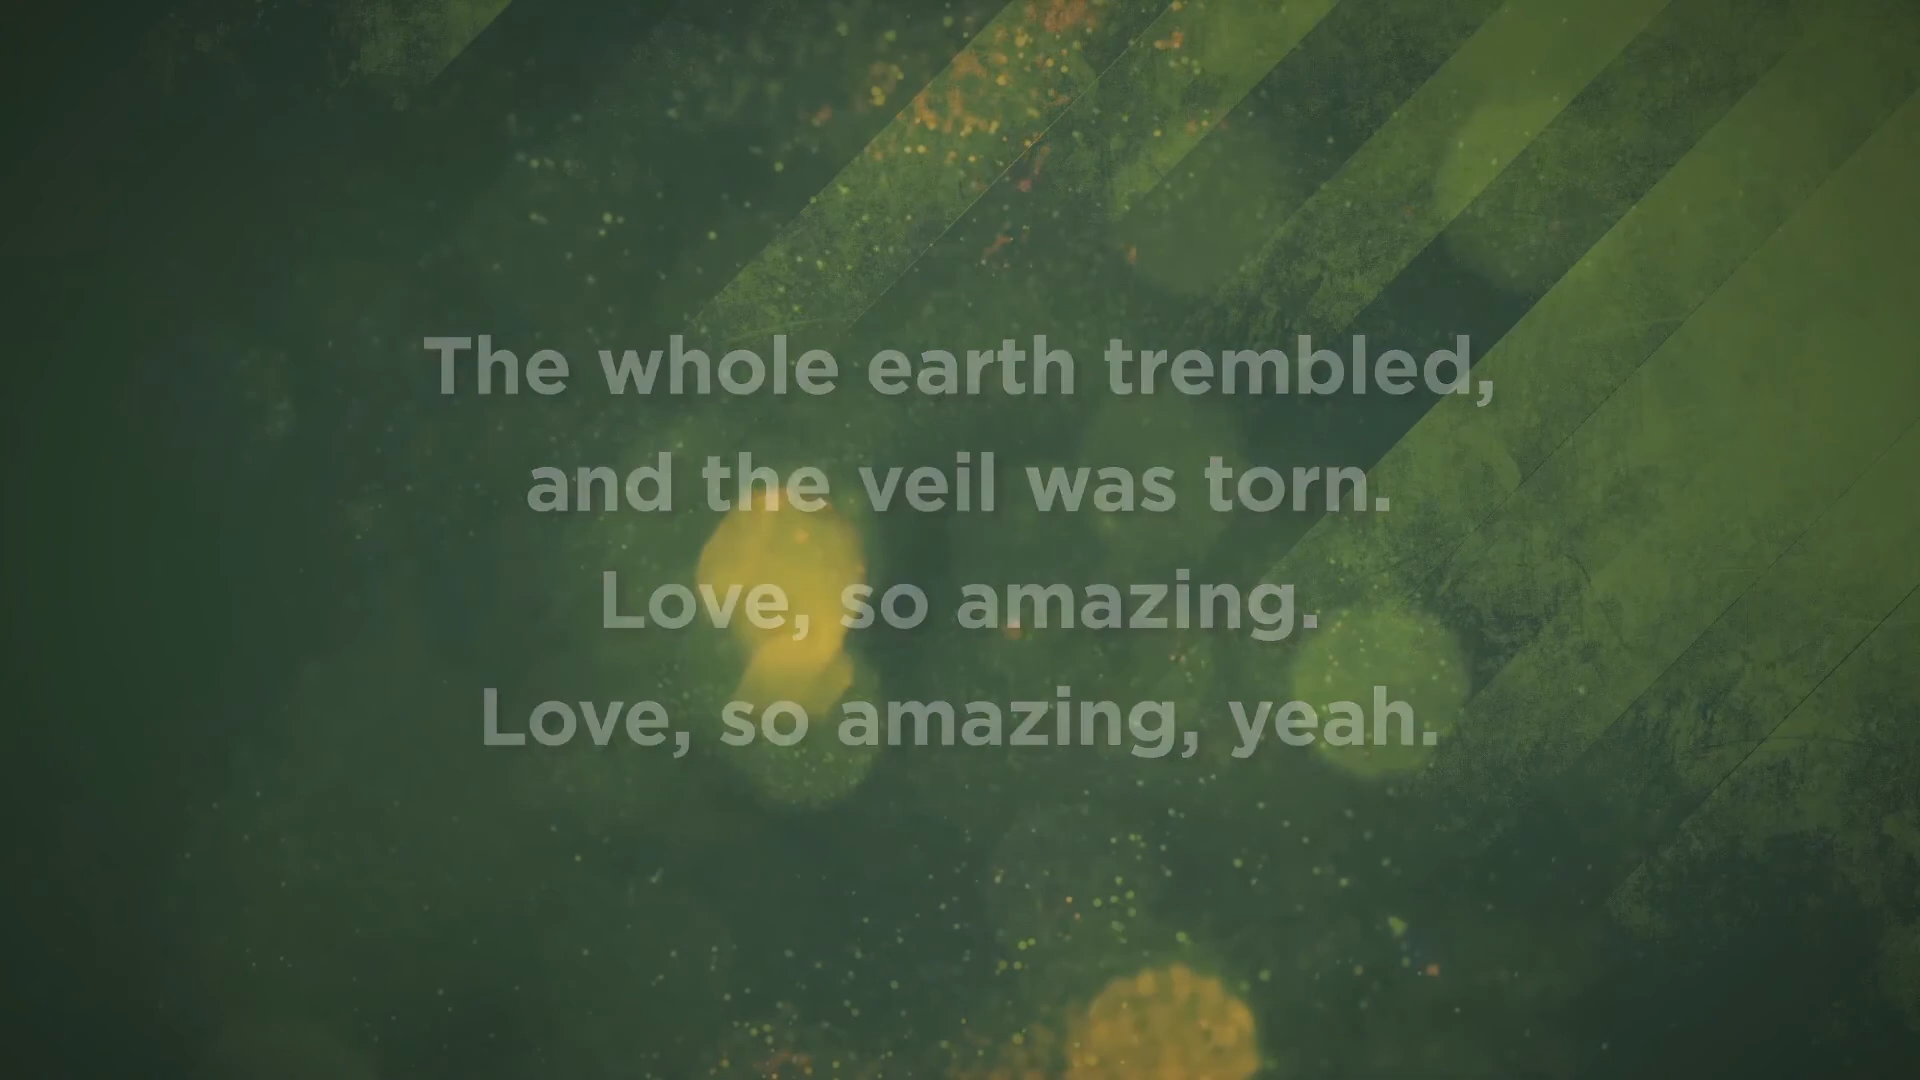 The whole earth trembled,
and the veil was torn.
Love, so amazing.
Love, so amazing, yeah.